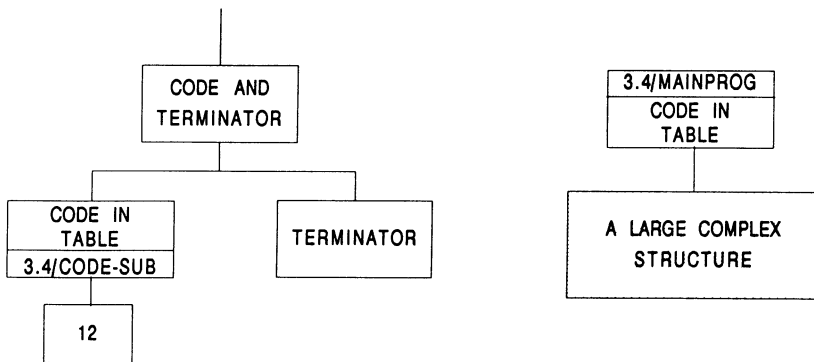 CODE AND
TERMINATOR
CODE IN
TABLE
3.4/CODE-SUB
TERMINATOR
12
3.4/MAINPROG
CODE IN
TABLE
A LARGE COMPLEX
STRUCTURE